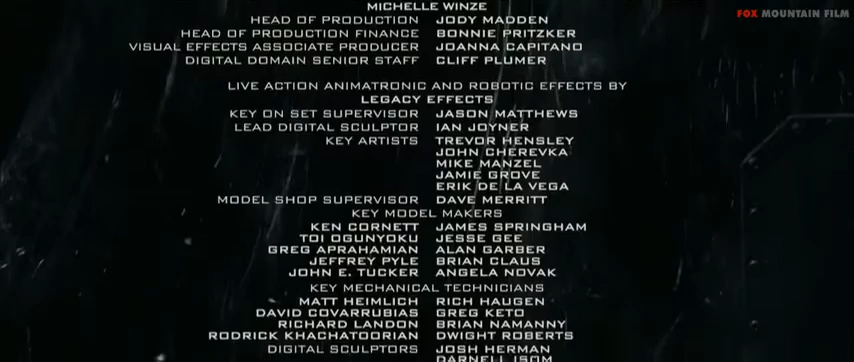 MICHELLE WINZE
FOX MOUNTAIN FILM
HEAD OF PRODUCTION JODY MADDEN
HEAD OF PRODUCTION FINANCE BONNIE PRITZKER
VISUAL EFFECTS ASSOCIATE PRODUCER JOANNA CAPITANO
DIGITAL DOMAIN SENIOR STAFF CLIFF PLUMER
LIVE ACTION ANIMATRONIC AND ROBOTIC EFFECTS BY
LEGACY EFFECTS
KEY ON SET SUPERVISOR JASON MATTHEWS
LEAD DIGITAL SCULPTOR IAN JOYNER
KEY ARTISTS TREVOR HENSLEY
JOHN CHEREVKA
MIKE MANZEL
JAMIE GROVE
ERIK DE LA VEGA
MODEL SHOP SUPERVISOR DAVE MERRITT
KEY MODEL MAKERS
KEN CORNETT JAMES SPRINGHAM
TOI OGUNYOKU JESSE GEE
GREG APRAHAMIAN ALAN GARBER
JEFFREY PYLE BRIAN CLAUS
JOHN E. TUCKER ANGELA NOVAK
KEY MECHANICAL TECHNICIANS
MATT HEIMLICH RICH HAUGEN
DAVID COVARRUBIAS GREG KETO
RICHARD LANDON BRIAN NAMANNY
RODRICK KHACHATOORIAN DWIGHT ROBERTS
DIGITAL SCULPTORS JOSH HERMAN
DARNELL ISOM